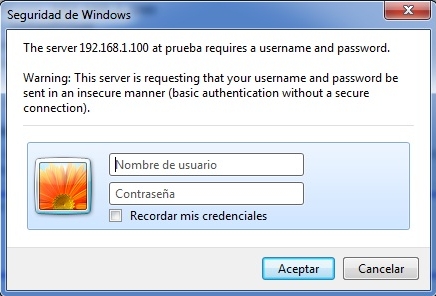 Seguridad de Windows
The server 192.168.1.100 at prueba requires a username and password.
Warning: This server is requesting that your username and password be
sent in an insecure manner (basic authentication without a secure
connection).
Nombre de usuario
Contraseña
Recordar mis credenciales
Aceptar
Cancelar